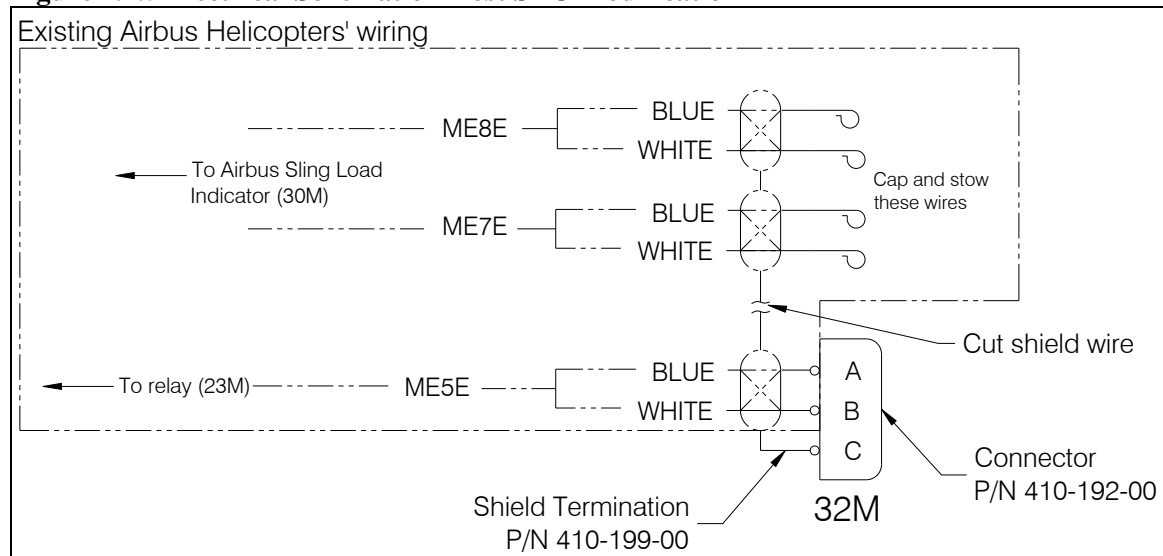 Existing Airbus Helicopters' wiring
BLUE
ME8E
WHITE
To Airbus Sling Load
Indicator (30M)
Cap and stow
these wires
BLUE
ME7E
WHITE
Cut shield wire
BLUE
A
To relay (23M)
ME5E
WHITE
B
C
Connector
P/N 410-192-00
Shield Termination
P/N 410-199-00
32M